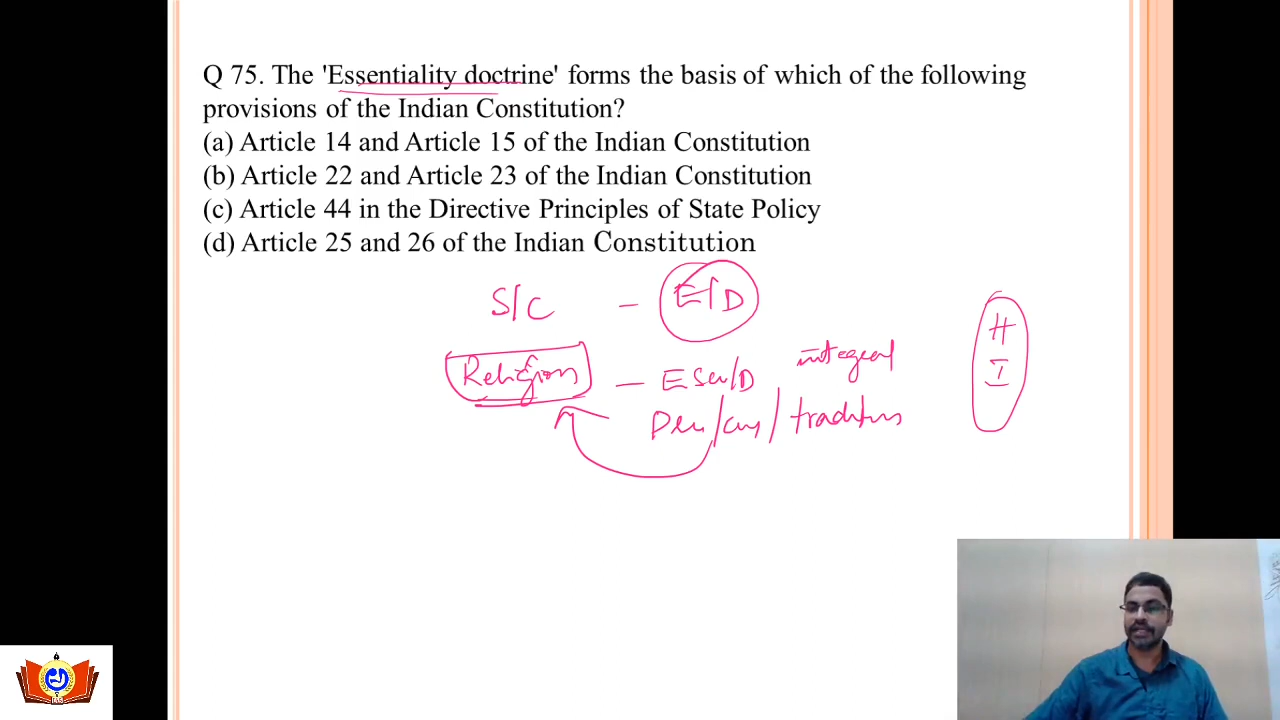 Q 75. The 'Essentiality doctrine' forms the basis of which of the following
provisions of the Indian Constitution?
(a) Article 14 and Article 15 of the Indian Constitution
(b) Article 22 and Article 23 of the Indian Constitution
(c) Article 44 in the Directive Principles of State Policy
(d) Article 25 and 26 of the Indian Constitution
S/C - E/D
H
I
Religion - Esen/D integral
/ / traditions